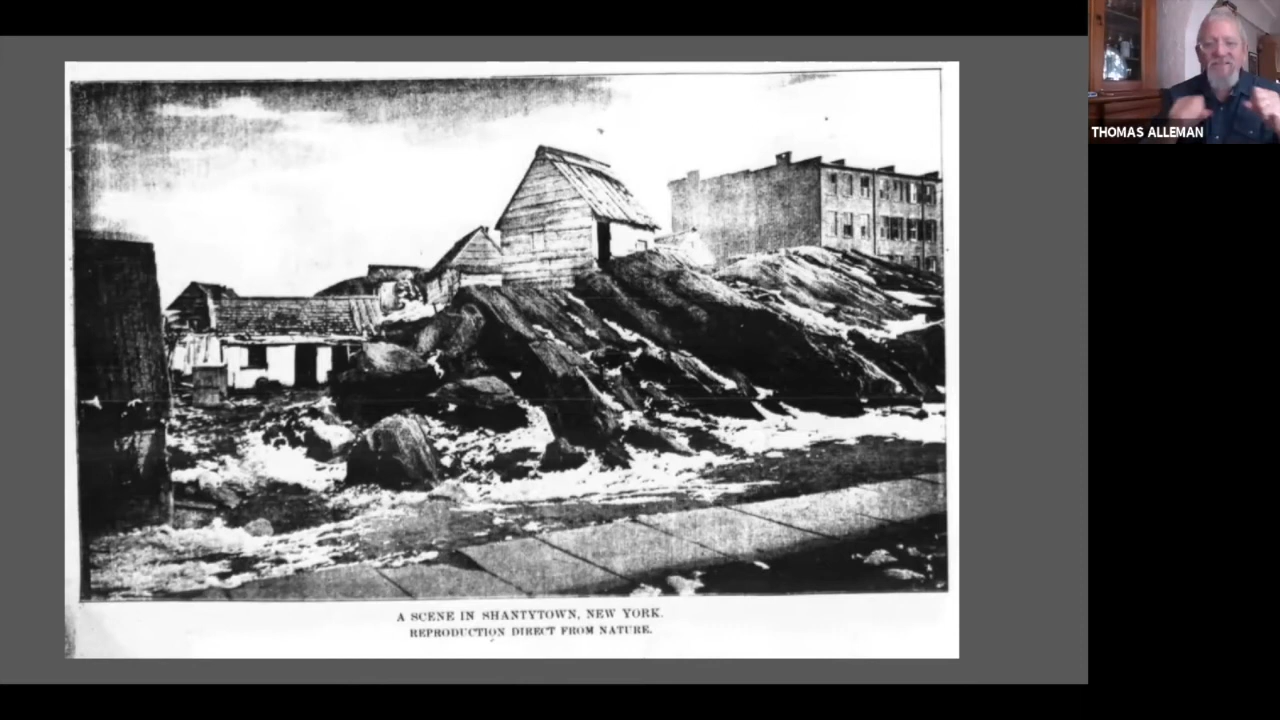 THOMAS ALLEMAN
A SCENE IN SHANTYTOWN, NEW YORK.
REPRODUCTION DIRECT FROM NATURE.